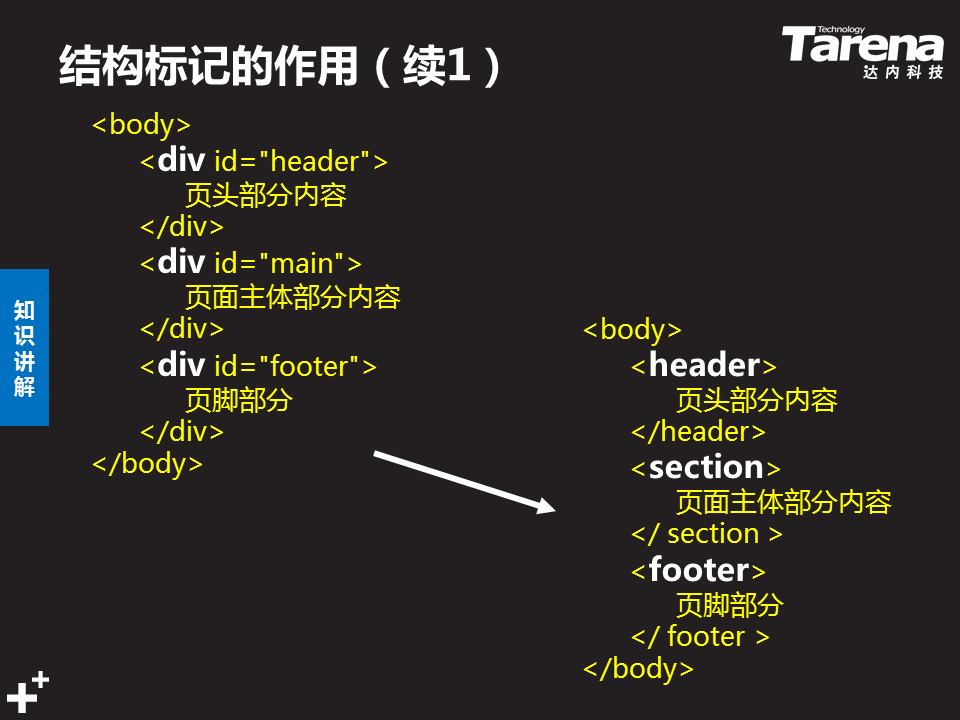 结构标记的作用（续1）
Technology
Tarena
达内科技
<body>
<div id="header">
页头部分内容
</div>
<div id="main">
页面主体部分内容
</div>
<div id="footer">
页脚部分
</div>
</body>
知识讲解
<body>
<header>
页头部分内容
</header>
<section>
页面主体部分内容
</ section >
<footer>
页脚部分
</ footer >
</body>